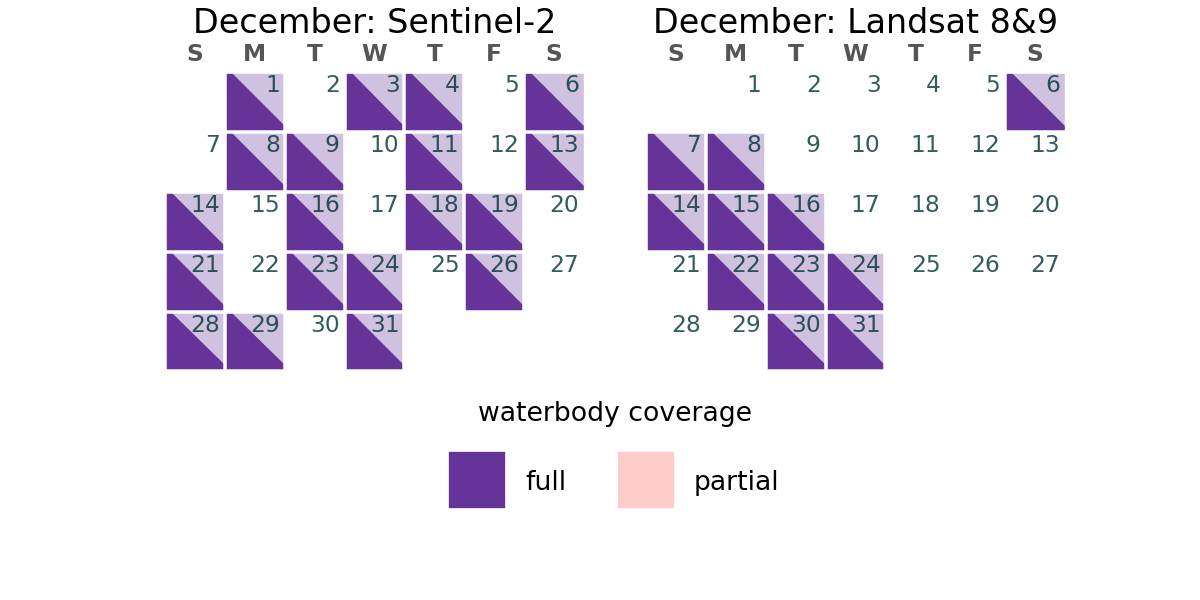 December: Sentinel-2
S M T W T F S
1 2 3 4 5 6
7 8 9 10 11 12 13
14 15 16 17 18 19 20
21 22 23 24 25 26 27
28 29 30 31
December: Landsat 8&9
S M T W T F S
1 2 3 4 5 6
7 8 9 10 11 12 13
14 15 16 17 18 19 20
21 22 23 24 25 26 27
28 29 30 31
waterbody coverage
full partial